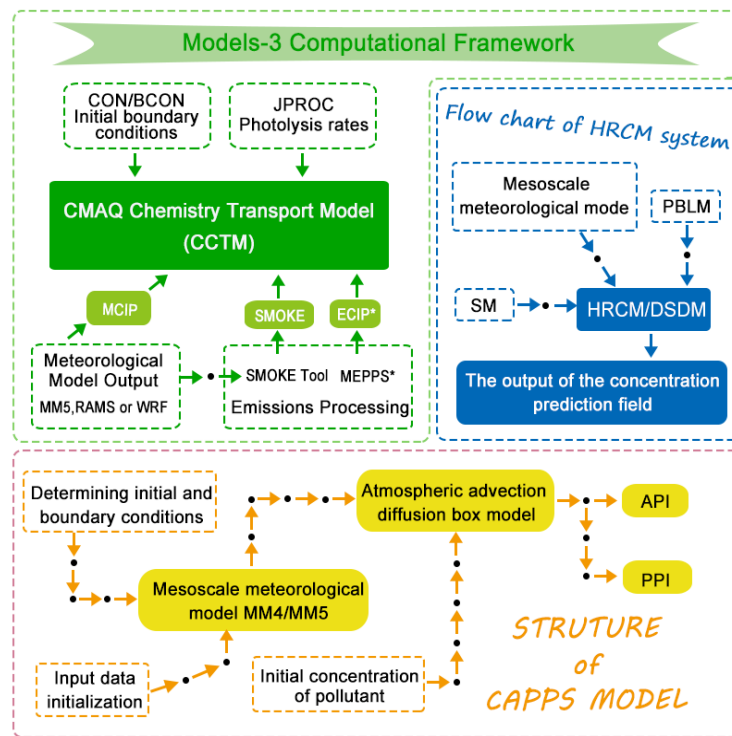 Models-3 Computational Framework
CON/BCON
Initial boundary
conditions
JPROC
Photolysis rates
CMAQ Chemistry Transport Model
(CCTM)
MCIP
SMOKE
ECIP*
Meteorological
Model Output
MM5,RAMS or WRF
SMOKE Tool
MEPPS*
Emissions Processing
Flow chart of HRCM system
Mesoscale
meteorological mode
PBLM
SM
HRCM/DSDM
The output of the concentration
prediction field
Determining initial and
boundary conditions
Atmospheric advection
diffusion box model
API
PPI
Mesoscale meteorological
model MM4/MM5
Input data
initialization
Initial concentration
of pollutant
STRUTURE
of
CAPPS MODEL